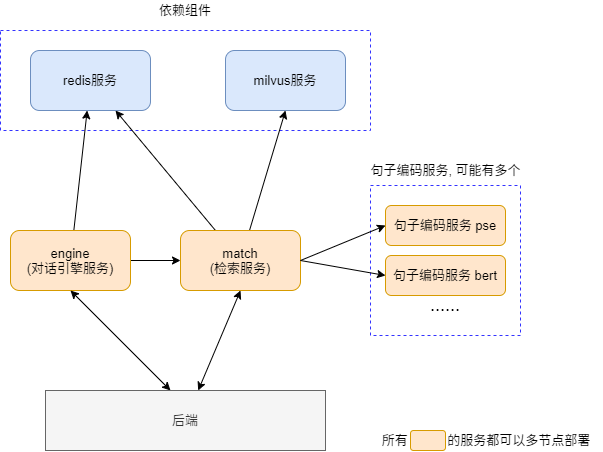 依赖组件
redis服务
milvus服务
句子编码服务, 可能有多个
句子编码服务 pse
engine
(对话引擎服务)
match
(检索服务)
句子编码服务 bert
······
后端
所有 的服务都可以多节点部署